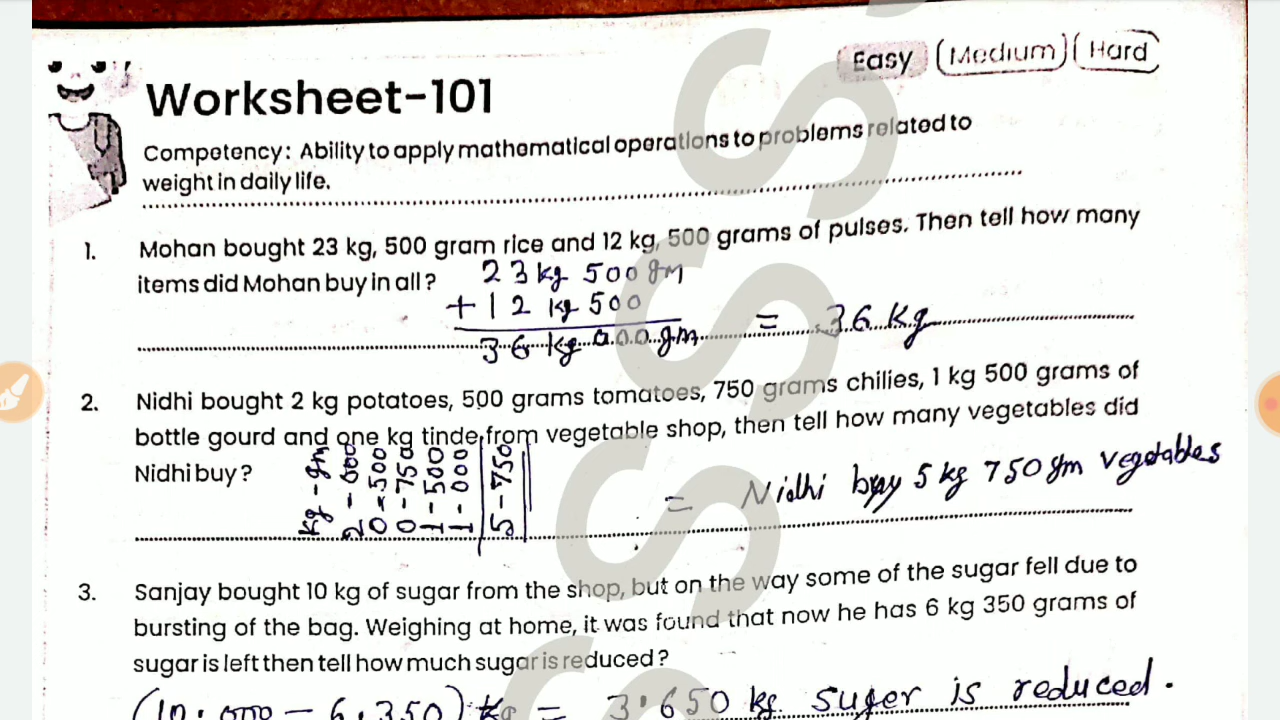 Easy (Medium) (Hard)
Worksheet-101
Competency: Ability to apply mathematical operations to problems related to
weight in daily life.
1. Mohan bought 23 kg, 500 gram rice and 12 kg, 500 grams of pulses. Then tell how many
items did Mohan buy in all?
23 kg 500 gm
+12 kg 500
36 kg 000 gm = 36 Kg
2. Nidhi bought 2 kg potatoes, 500 grams tomatoes, 750 grams chilies, 1 kg 500 grams of
bottle gourd and one kg tinde from vegetable shop, then tell how many vegetables did
Nidhi buy?
kg - gm
2 - 000
0 - 500
0 - 750
1 - 500
1 - 000
5 - 750
= Nidhi buy 5 kg 750 gm vegetables
3. Sanjay bought 10 kg of sugar from the shop, but on the way some of the sugar fell due to
bursting of the bag. Weighing at home, it was found that now he has 6 kg 350 grams of
sugar is left then tell how much sugar is reduced?
(10.000 - 6.350) kg = 3.650 kg suger is reduced.